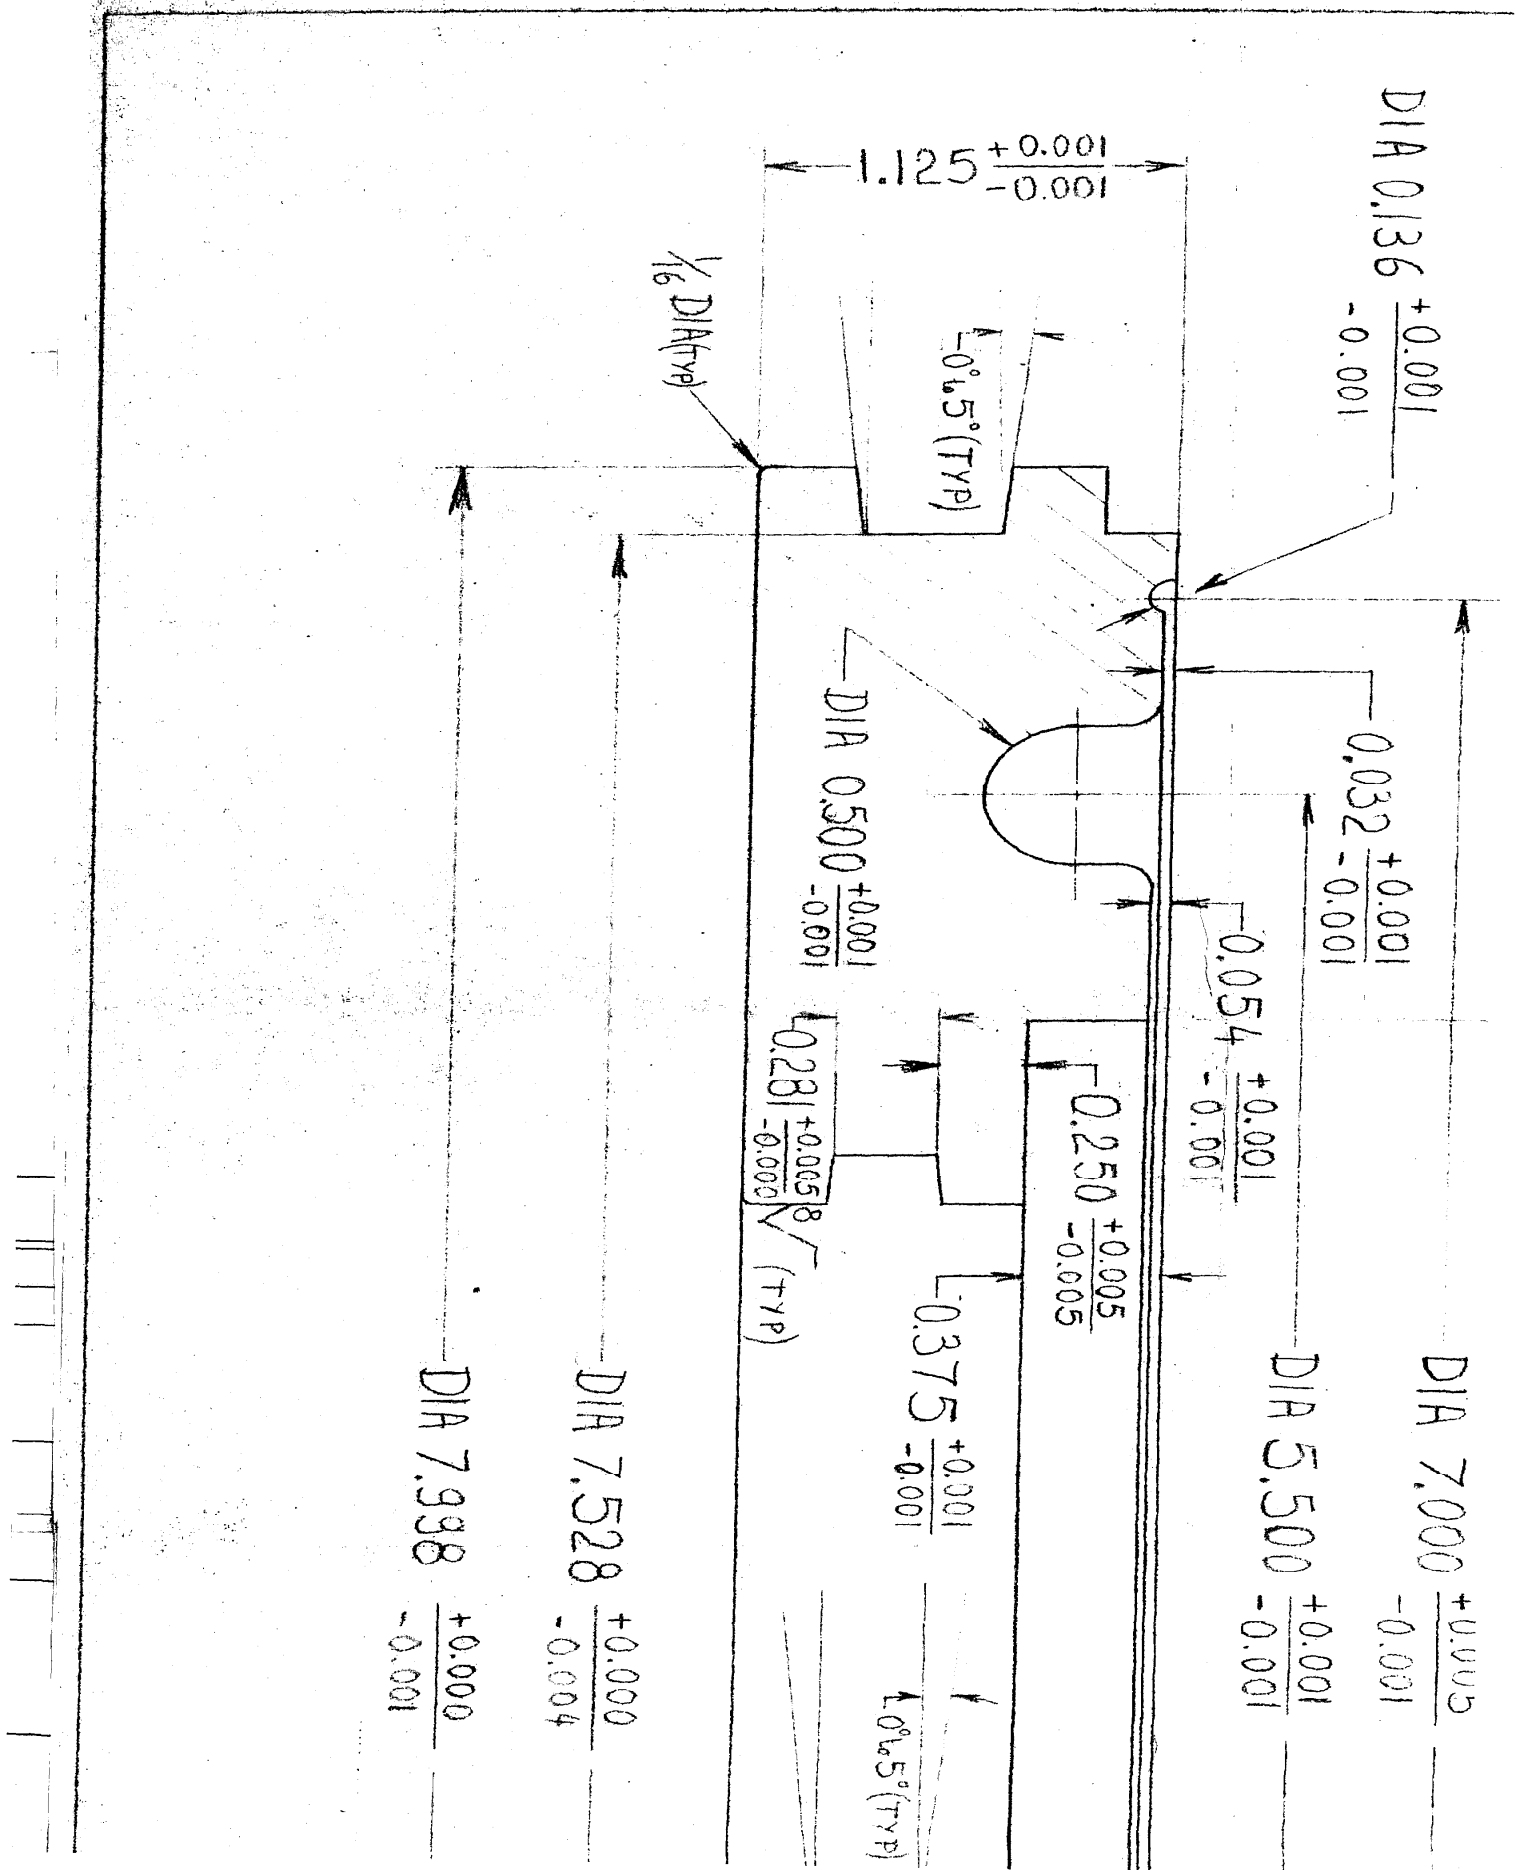 DIA 0.136 +0.001
-0.001
1.125 +0.001
-0.001
1/16 DIA(TYP)
0° to 5°(TYP)
DIA 7.000 +0.005
-0.001
DIA 5.500 +0.001
-0.001
0.032 +0.001
-0.001
0.054 +0.001
-0.001
0.250 +0.005
-0.005
0.375 +0.001
-0.001
DIA 0.500 +0.001
-0.001
0.281 +0.005
-0.000
8
(TYP)
0° to 5°(TYP)
DIA 7.528 +0.000
-0.004
DIA 7.998 +0.000
-0.001